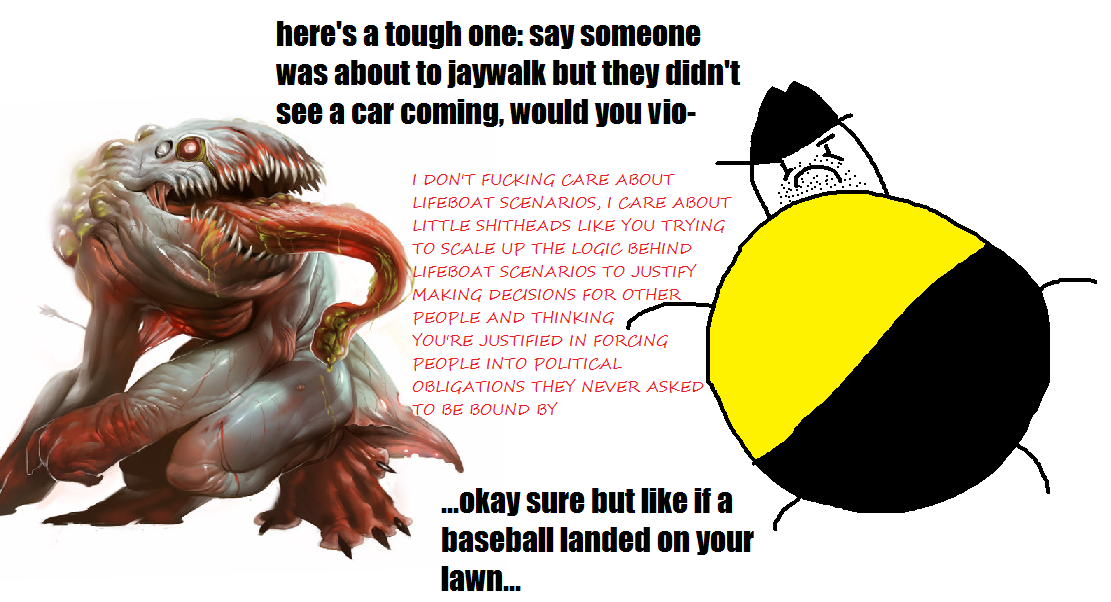 here's a tough one: say someone
was about to jaywalk but they didn't
see a car coming, would you vio-
I DON'T FUCKING CARE ABOUT
LIFEBOAT SCENARIOS, I CARE ABOUT
LITTLE SHITHEADS LIKE YOU TRYING
TO SCALE UP THE LOGIC BEHIND
LIFEBOAT SCENARIOS TO JUSTIFY
MAKING DECISIONS FOR OTHER
PEOPLE AND THINKING
YOU'RE JUSTIFIED IN FORCING
PEOPLE INTO POLITICAL
OBLIGATIONS THEY NEVER ASKED
TO BE BOUND BY
...okay sure but like if a
baseball landed on your
lawn...